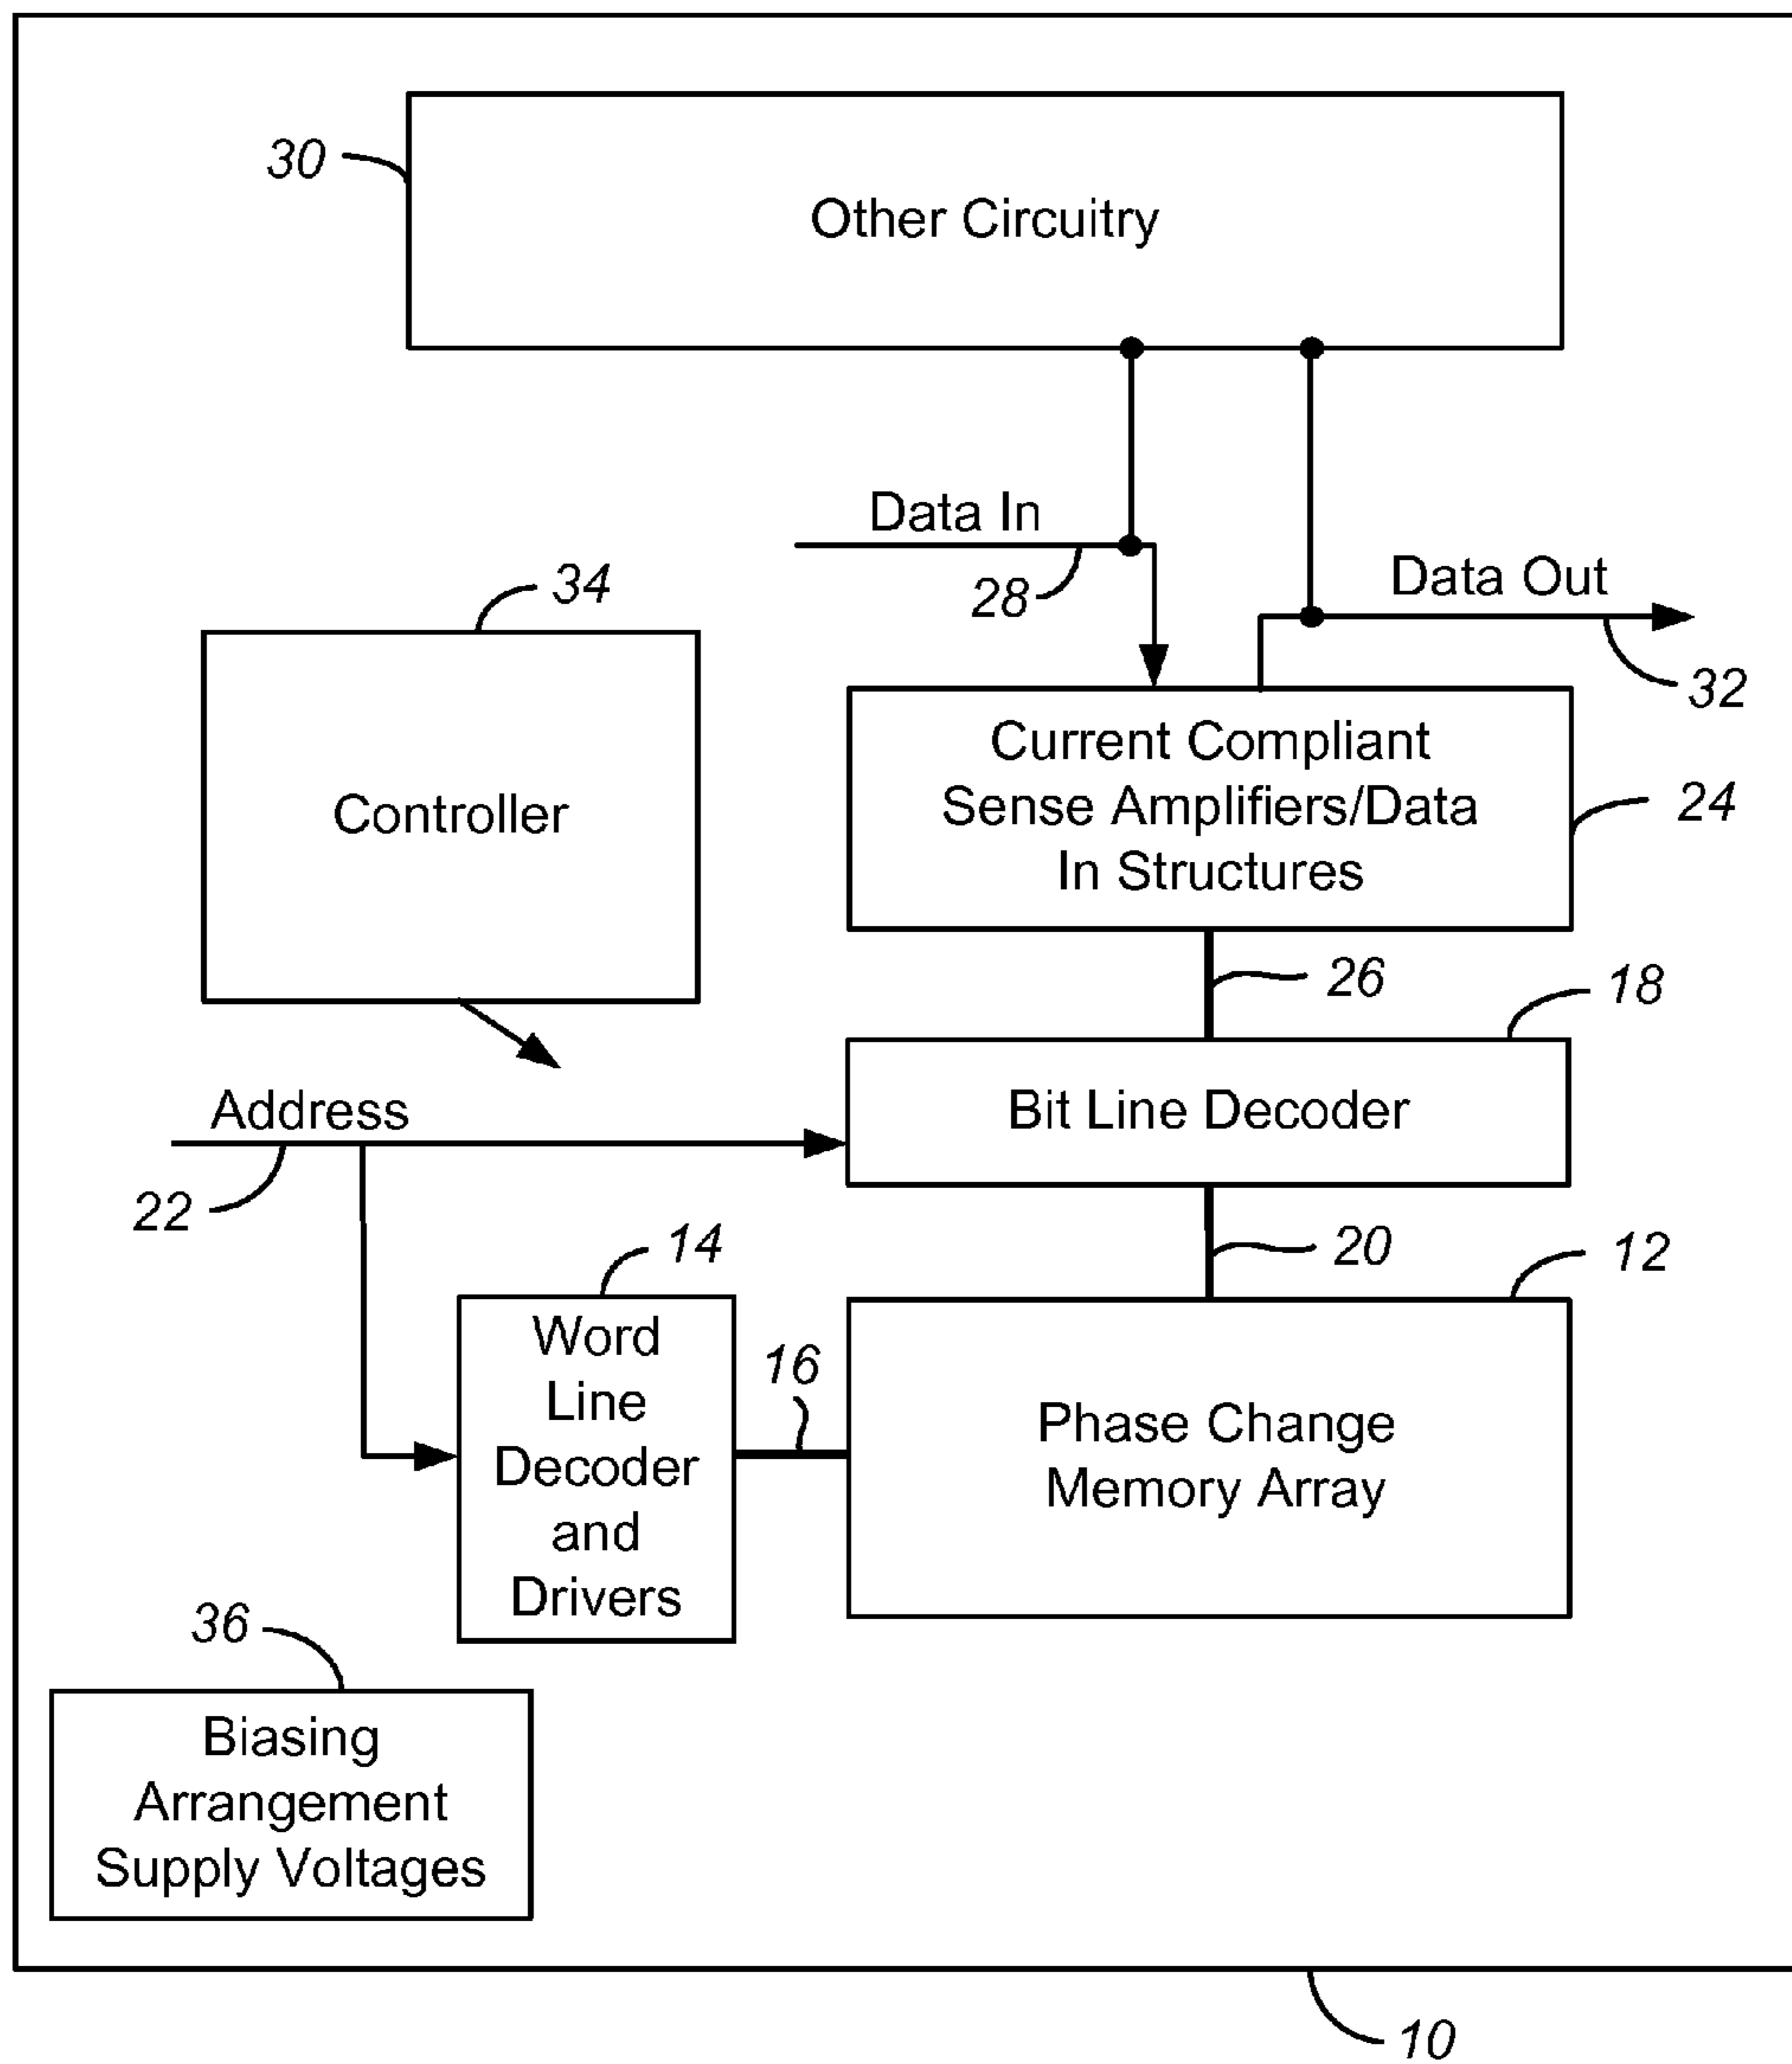 30
Other Circuitry
Data In
28
Data Out
32
34
Controller
Current Compliant
Sense Amplifiers/Data
In Structures
24
26
18
Address
22
Bit Line Decoder
20
14
12
Word
Line
Decoder
and
Drivers
16
Phase Change
Memory Array
36
Biasing
Arrangement
Supply Voltages
10